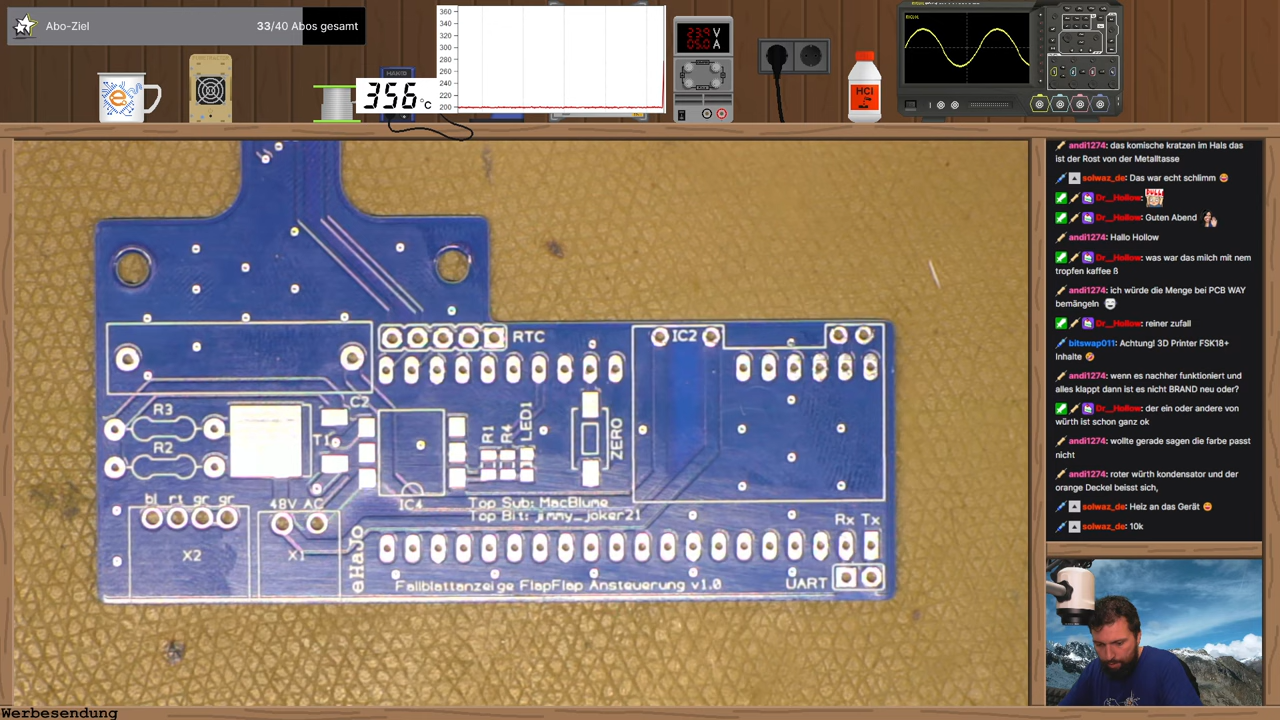 Abo-Ziel
33/40 Abos gesamt
360
340
320
300
280
260
240
220
200
356 °C
HAKKO
23.9 V
05.0 A
HCl
RTC
IC2
C2
R3
R2
T1
R1
R4
LED1
ZERO
IC4
bl rt gr gr
48V AC
X2
X1
eHaJo
Top Sub: MacBlume
Top Bit: jimmy_joker21
Rx Tx
UART
Fallblattanzeige FlapFlap Ansteuerung v1.0
andi1274: das komische kratzen im Hals das
ist der Rost von der Metalltasse
solwaz_de: Das war echt schlimm
Dr__Hollow:
Dr__Hollow: Guten Abend
andi1274: Hallo Hollow
Dr__Hollow: was war das milch mit nem
tropfen kaffee ß
andi1274: ich würde die Menge bei PCB WAY
bemängeln
Dr__Hollow: reiner zufall
bitswap011: Achtung! 3D Printer FSK18+
Inhalte
andi1274: wenn es nachher funktioniert und
alles klappt dann ist es nicht BRAND neu oder?
Dr__Hollow: der ein oder andere von
würth ist schon ganz ok
andi1274: wollte gerade sagen die farbe passt
nicht
andi1274: roter würth kondensator und der
orange Deckel beisst sich,
solwaz_de: Heiz an das Gerät
solwaz_de: 10k
Werbesendung